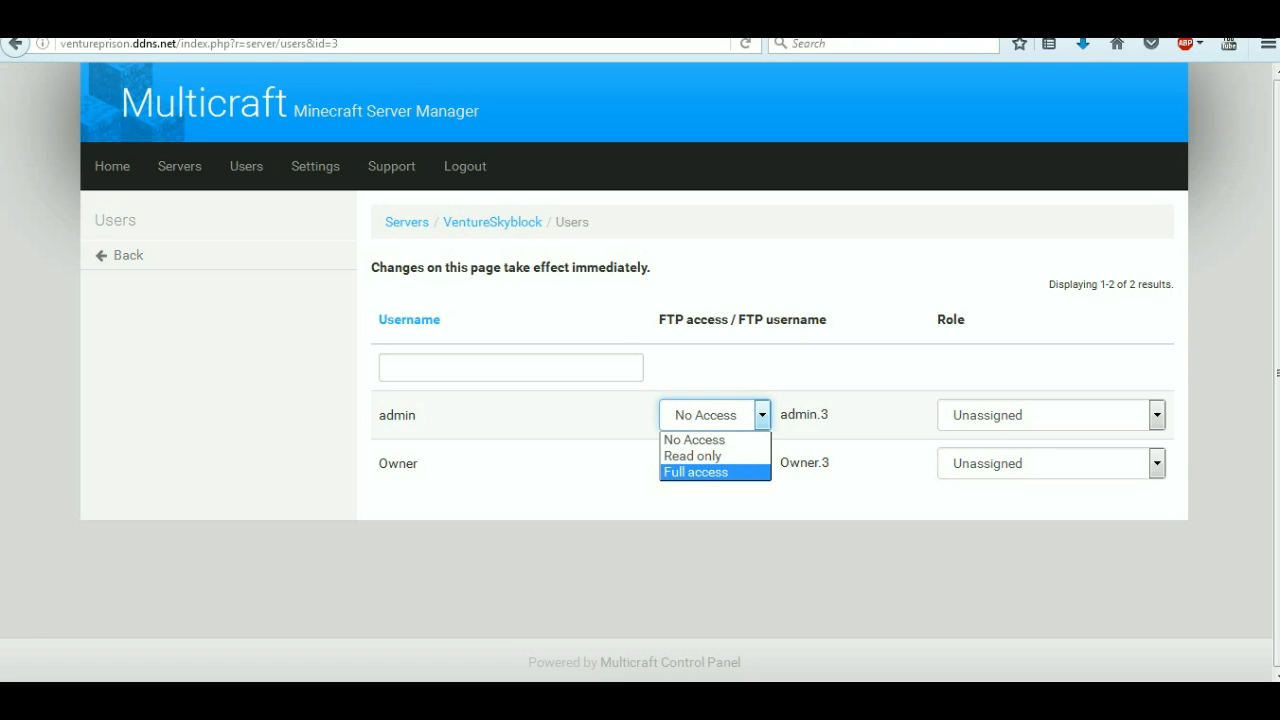 ventureprison.ddns.net/index.php?r=server/users&id=3
Search
ABP
You Tube
Multicraft Minecraft Server Manager
Home Servers Users Settings Support Logout
Users
Back
Servers / VentureSkyblock / Users
Changes on this page take effect immediately.
Displaying 1-2 of 2 results.
Username FTP access / FTP username Role
admin No Access admin.3 Unassigned
No Access
Read only
Full access
Owner Owner.3 Unassigned
Powered by Multicraft Control Panel